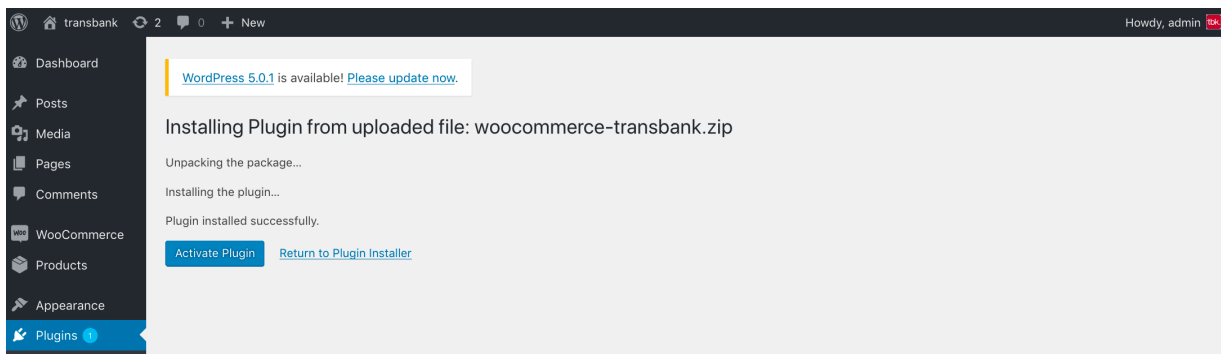 transbank 2 0 + New Howdy, admin tbk.
Dashboard
WordPress 5.0.1 is available! Please update now.
Posts
Media
Installing Plugin from uploaded file: woocommerce-transbank.zip
Pages
Unpacking the package...
Comments
Installing the plugin...
Plugin installed successfully.
WOO WooCommerce
Activate Plugin Return to Plugin Installer
Products
Appearance
Plugins 1